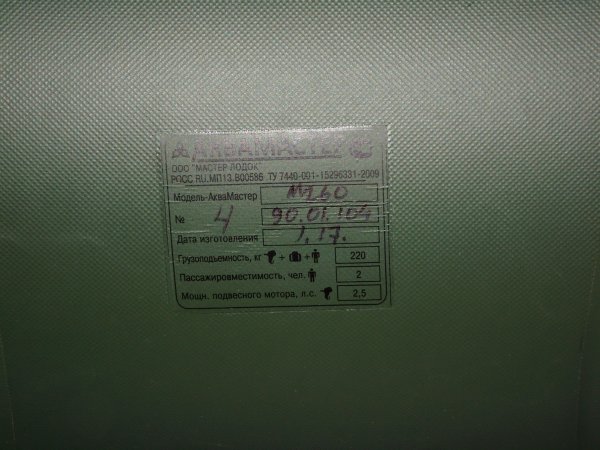 АКВАМАСТЕР
ООО "МАСТЕР ЛОДОК"
РОСС RU.МП13.В00586 ТУ 7440-001-15296331-2009
Модель-АкваМастер М260
№ 4 90.01.104
Дата изготовления 1.17.
Грузоподъемность, кг + + 220
Пассажировместимость, чел. 2
Мощн. подвесного мотора, л.с. 2,5